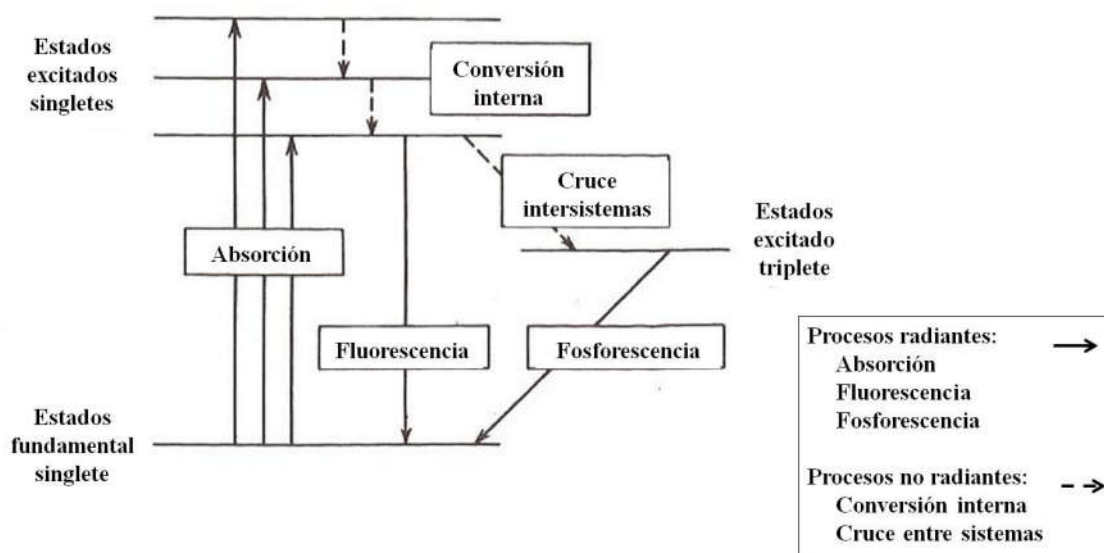 Estados
excitados
singletes
Conversión
interna
Cruce
intersistemas
Estados
excitado
triplete
Absorción
Fluorescencia
Fosforescencia
Estados
fundamental
singlete
Procesos radiantes:
Absorción
Fluorescencia
Fosforescencia
Procesos no radiantes:
Conversión interna
Cruce entre sistemas